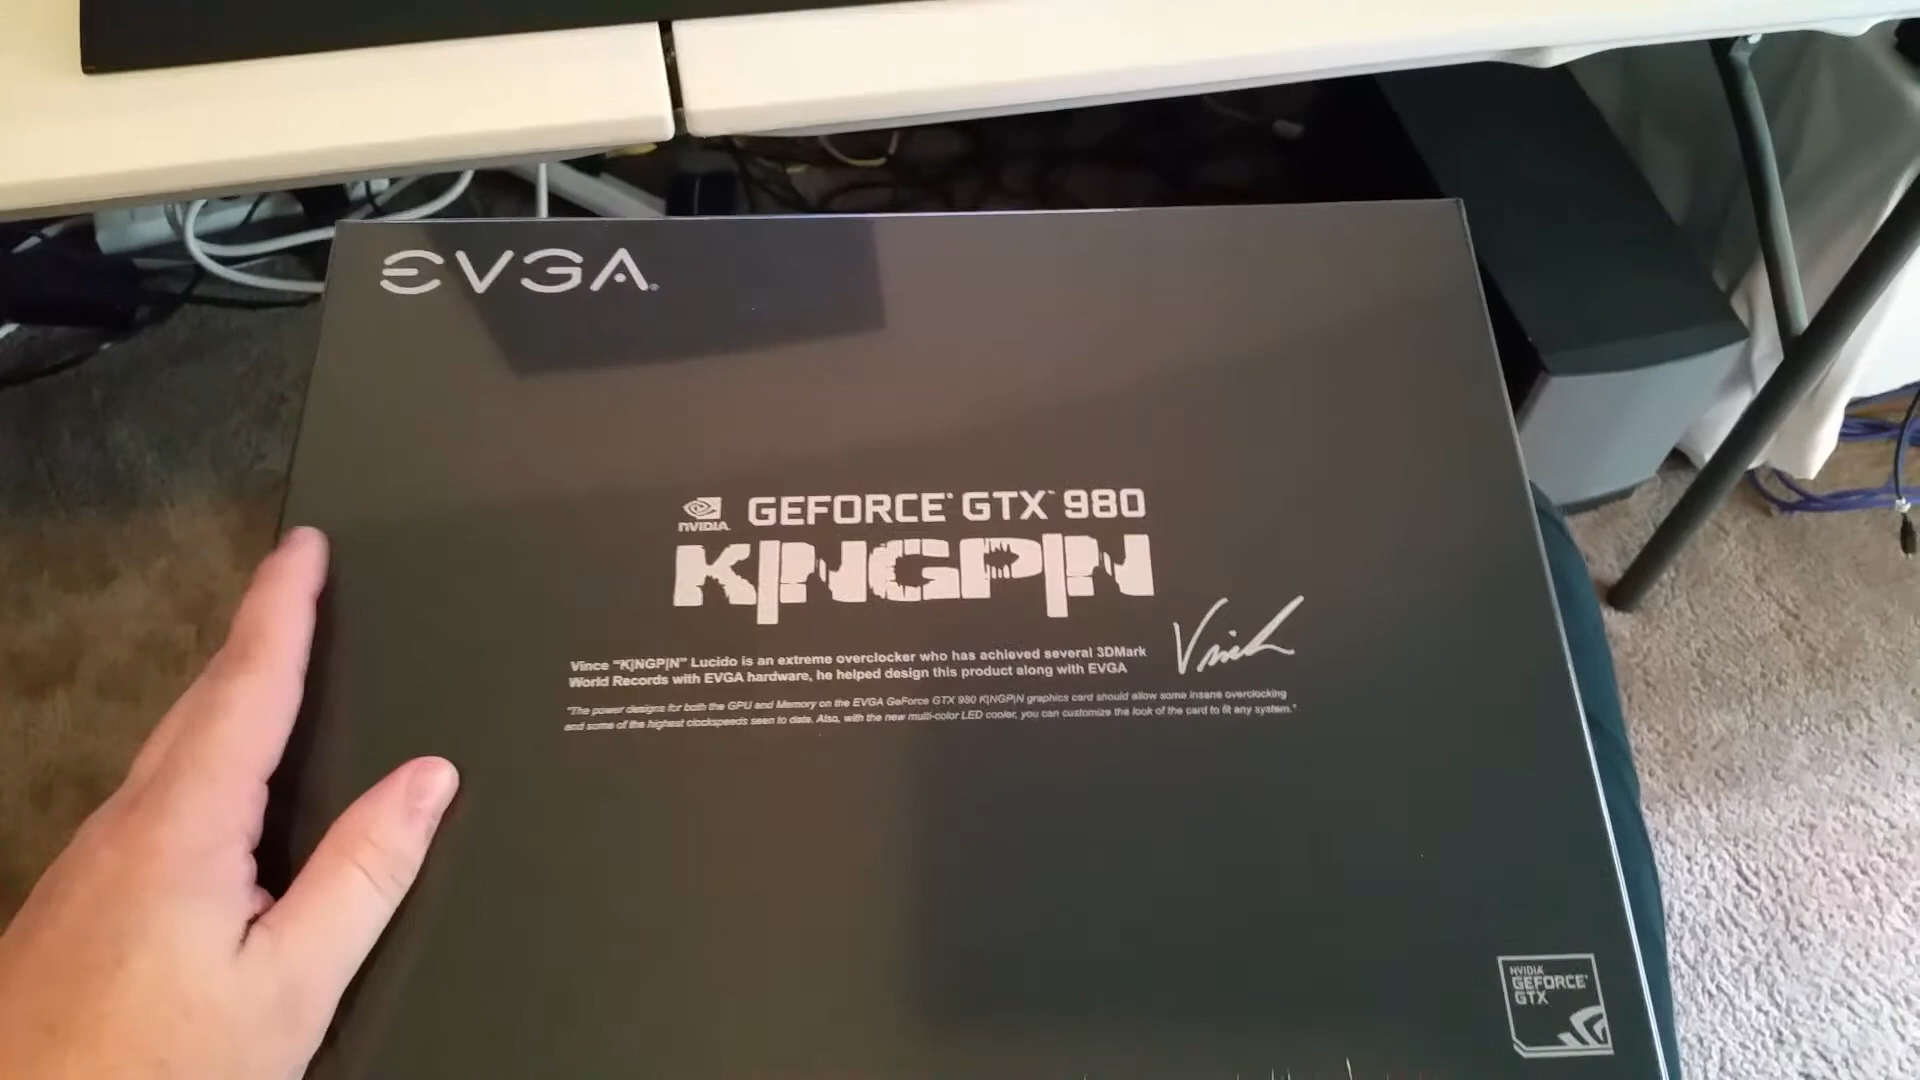 EVGA
NVIDIA GEFORCE GTX 980
K|NGP|N
Vince "K|NGP|N" Lucido is an extreme overclocker who has achieved several 3DMark
World Records with EVGA hardware, he helped design this product along with EVGA
Vince
"The power designs for both the GPU and Memory on the EVGA GeForce GTX 980 K|NGP|N graphics card should allow some insane overclocking
and some of the highest clockspeeds seen to date. Also, with the new multi-color LED cooler, you can customize the look of the card to fit any system."
NVIDIA
GEFORCE
GTX